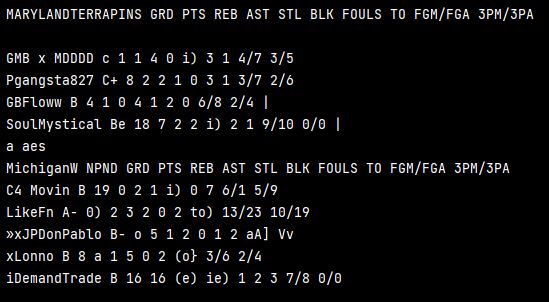 MARYLANDTERRAPINS GRD PTS REB AST STL BLK FOULS TO FGM/FGA 3PM/3PA
GMB x MDDDD c 1 1 4 0 i) 3 1 4/7 3/5
Pgangsta827 C+ 8 2 2 1 0 3 1 3/7 2/6
GBFloww B 4 1 0 4 1 2 0 6/8 2/4 |
SoulMystical Be 18 7 2 2 i) 2 1 9/10 0/0 |
a aes
MichiganW NPND GRD PTS REB AST STL BLK FOULS TO FGM/FGA 3PM/3PA
C4 Movin B 19 0 2 1 i) 0 7 6/1 5/9
LikeFn A- 0) 2 3 2 0 2 to) 13/23 10/19
»xJPDonPablo B- o 5 1 2 0 1 2 aA] Vv
xLonno B 8 a 1 5 0 2 (o} 3/6 2/4
iDemandTrade B 16 16 (e) ie) 1 2 3 7/8 0/0